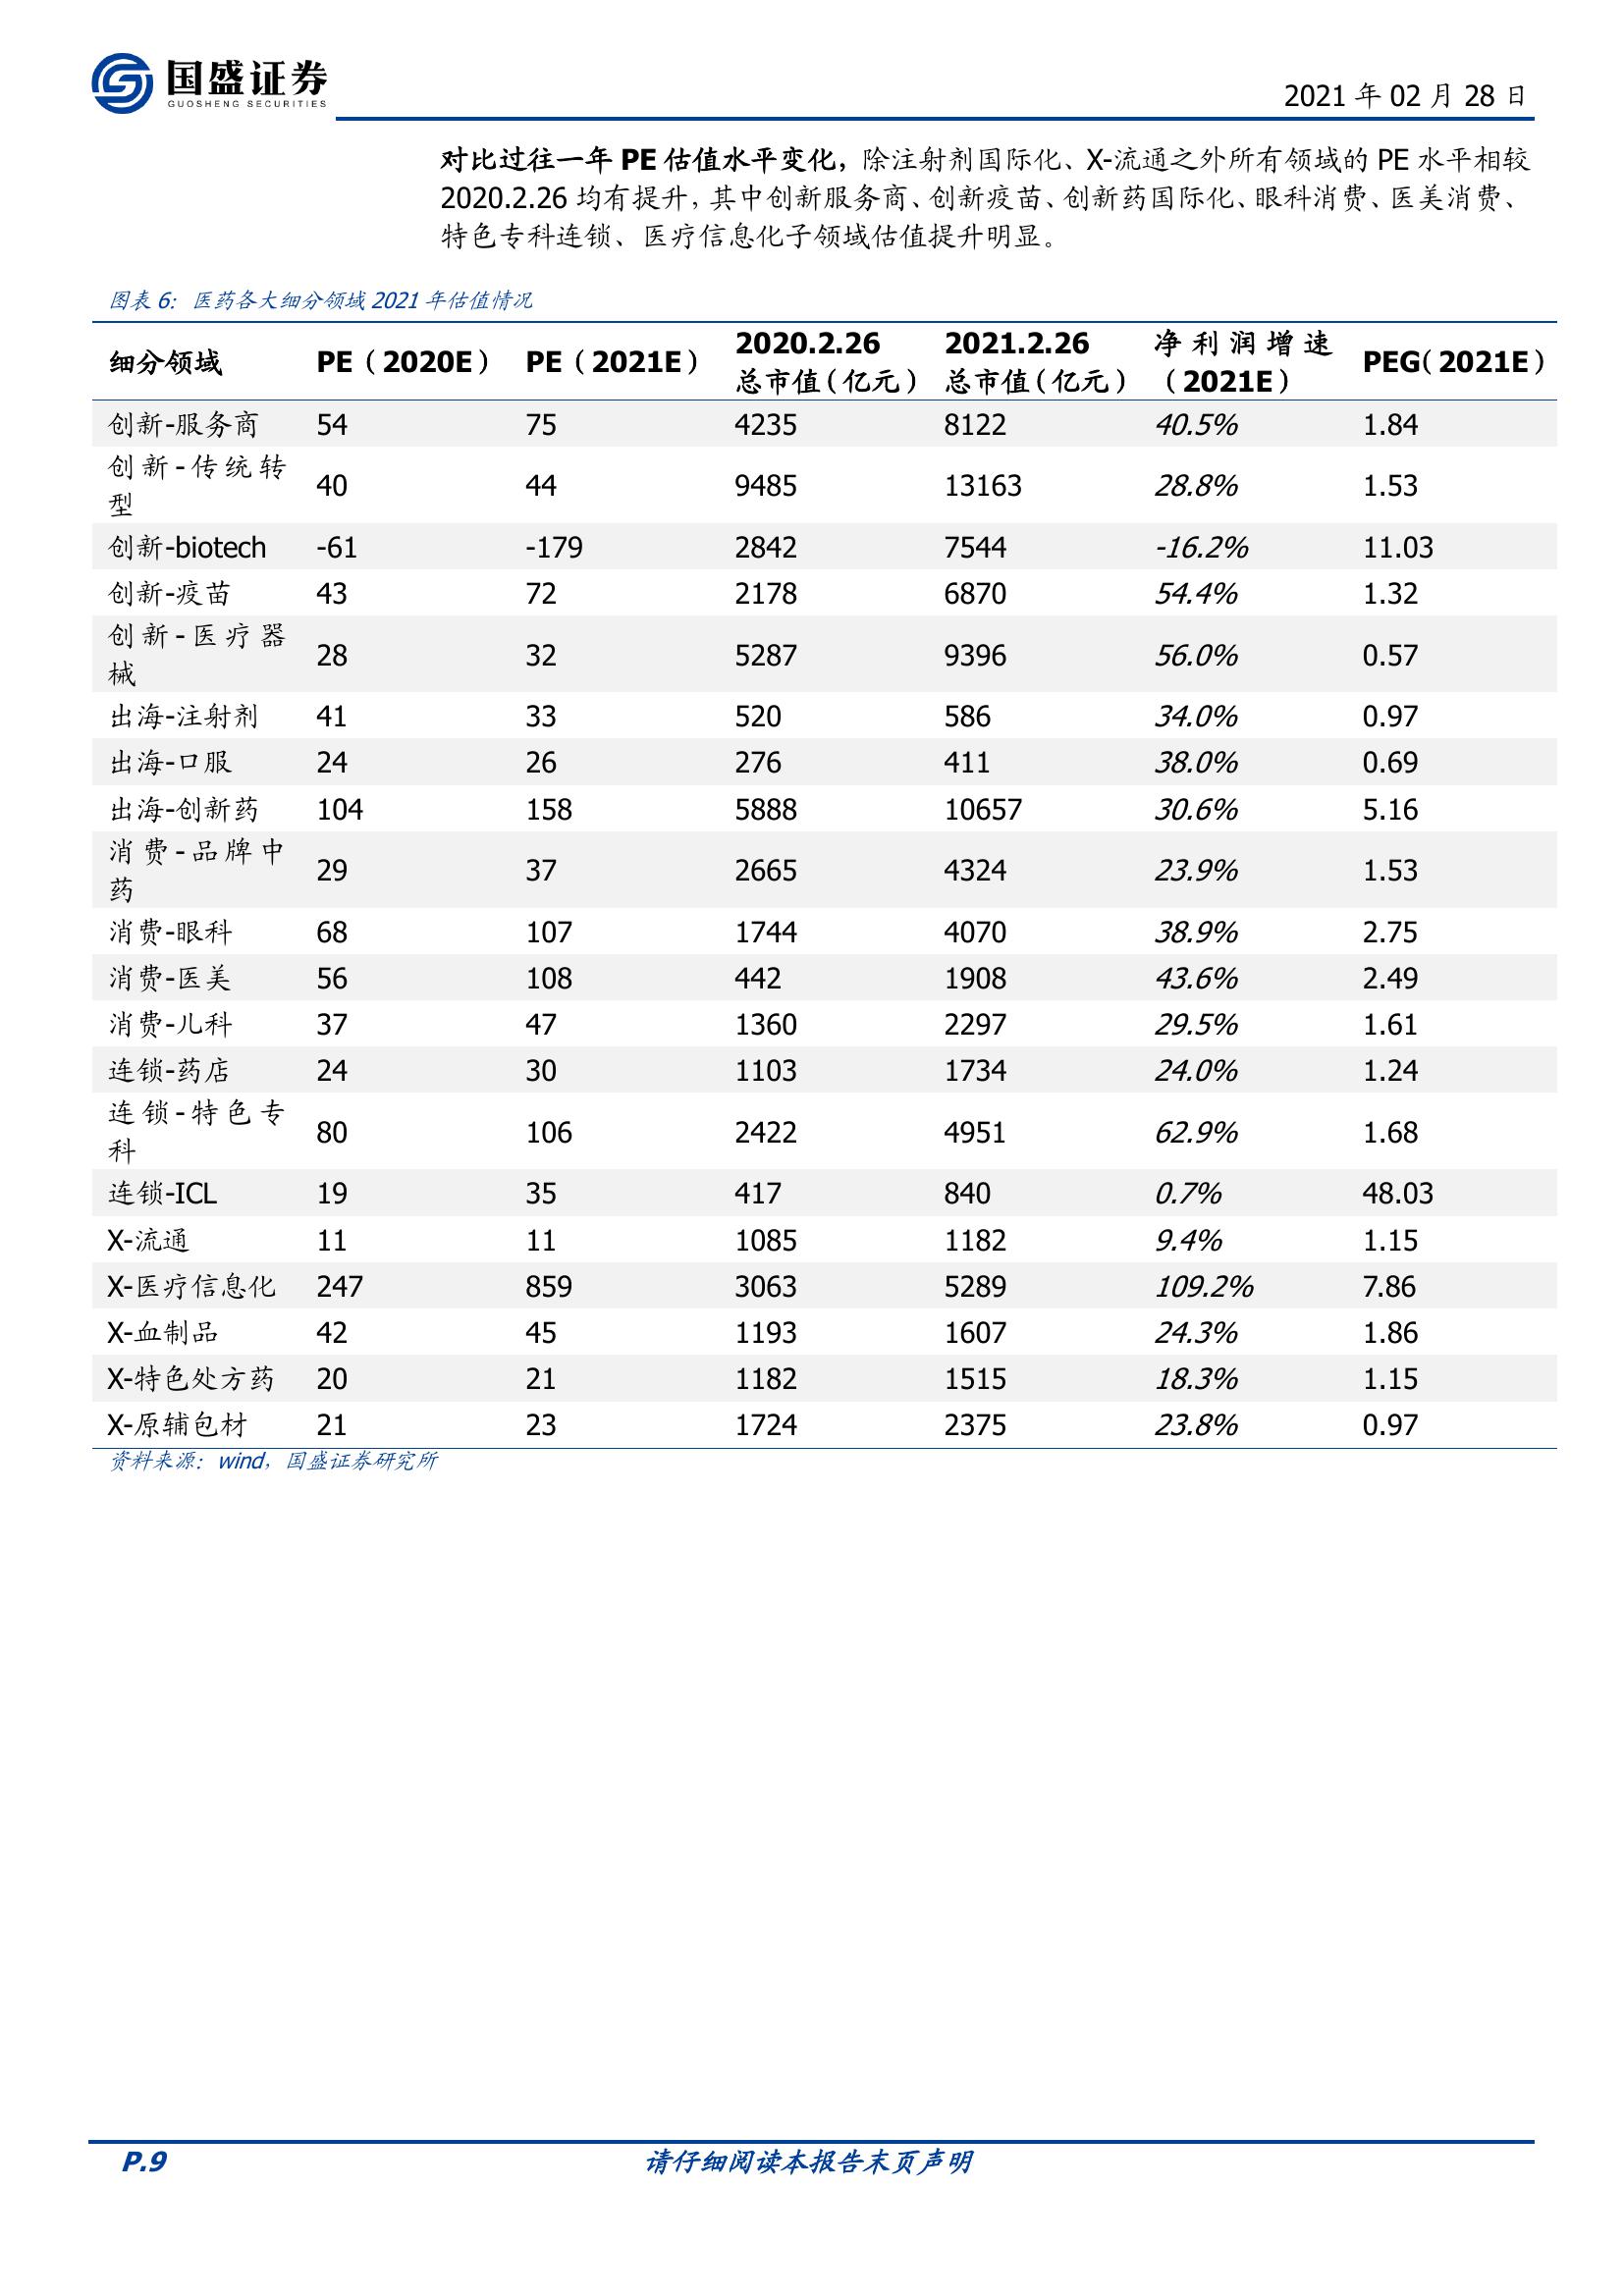 国盛证券
GUOSHENG SECURITIES
2021 年 02 月 28 日
对比过往一年 PE 估值水平变化，除注射剂国际化、X-流通之外所有领域的 PE 水平相较
2020.2.26 均有提升，其中创新服务商、创新疫苗、创新药国际化、眼科消费、医美消费、
特色专科连锁、医疗信息化子领域估值提升明显。
图表 6： 医药各大细分领域 2021 年估值情况
细分领域 PE（2020E） PE（2021E） 2020.2.26 总市值（亿元） 2021.2.26 总市值（亿元） 净利润增速（2021E） PEG（2021E）
创新-服务商 54 75 4235 8122 40.5% 1.84
创新-传统转型 40 44 9485 13163 28.8% 1.53
创新-biotech -61 -179 2842 7544 -16.2% 11.03
创新-疫苗 43 72 2178 6870 54.4% 1.32
创新-医疗器械 28 32 5287 9396 56.0% 0.57
出海-注射剂 41 33 520 586 34.0% 0.97
出海-口服 24 26 276 411 38.0% 0.69
出海-创新药 104 158 5888 10657 30.6% 5.16
消费-品牌中药 29 37 2665 4324 23.9% 1.53
消费-眼科 68 107 1744 4070 38.9% 2.75
消费-医美 56 108 442 1908 43.6% 2.49
消费-儿科 37 47 1360 2297 29.5% 1.61
连锁-药店 24 30 1103 1734 24.0% 1.24
连锁-特色专科 80 106 2422 4951 62.9% 1.68
连锁-ICL 19 35 417 840 0.7% 48.03
X-流通 11 11 1085 1182 9.4% 1.15
X-医疗信息化 247 859 3063 5289 109.2% 7.86
X-血制品 42 45 1193 1607 24.3% 1.86
X-特色处方药 20 21 1182 1515 18.3% 1.15
X-原辅包材 21 23 1724 2375 23.8% 0.97
资料来源：wind，国盛证券研究所
P.9 请仔细阅读本报告末页声明